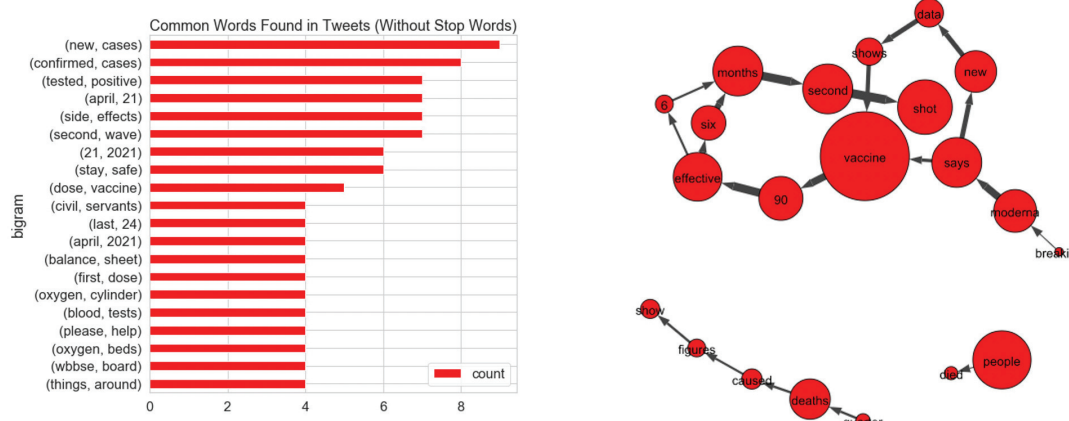 Common Words Found in Tweets (Without Stop Words)
bigram
(new, cases)
(confirmed, cases)
(tested, positive)
(april, 21)
(side, effects)
(second, wave)
(21, 2021)
(stay, safe)
(dose, vaccine)
(civil, servants)
(last, 24)
(april, 2021)
(balance, sheet)
(first, dose)
(oxygen, cylinder)
(blood, tests)
(please, help)
(oxygen, beds)
(wbbse, board)
(things, around)
count
0 2 4 6 8
data
shows
new
months
second
shot
6
six
vaccine
says
effective
90
moderna
breaki
show
figures
caused
deaths
people
died